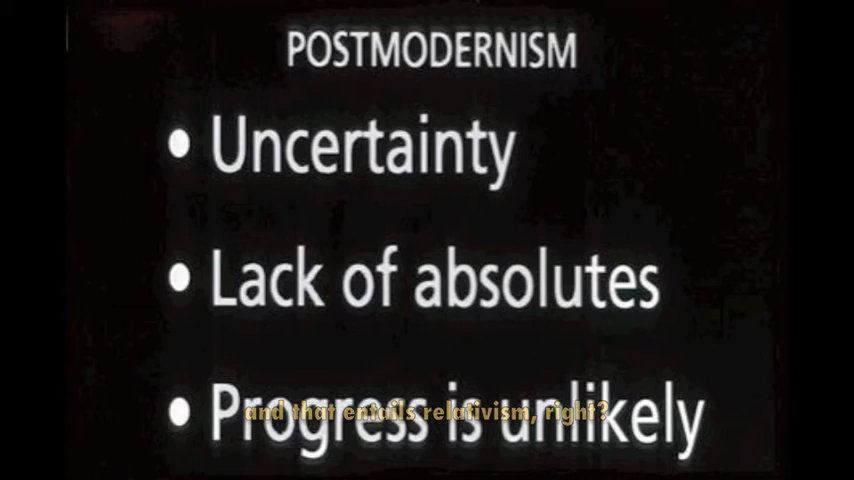 POSTMODERNISM
• Uncertainty
• Lack of absolutes
• Progress is unlikely
and that entails relativism, right?